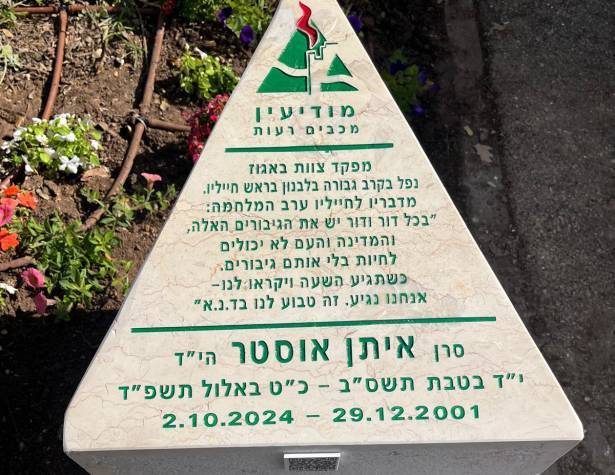 מודיעין
מכבים רעות
מפקד צוות באגוז
נפל בקרב גבורה בלבנון בראש חייליו.
מדבריו לחייליו ערב המלחמה:
"בכל דור ודור יש את הגיבורים האלה,
והמדינה והעם לא יכולים
לחיות בלי אותם גיבורים.
כשתגיע השעה ויקראו לנו-
אנחנו נגיע. זה טבוע לנו בד.נ.א"
סרן איתן אוסטר הי"ד
י"ד בטבת תשס"ב - כ"ט באלול תשפ"ד
2.10.2024 - 29.12.2001